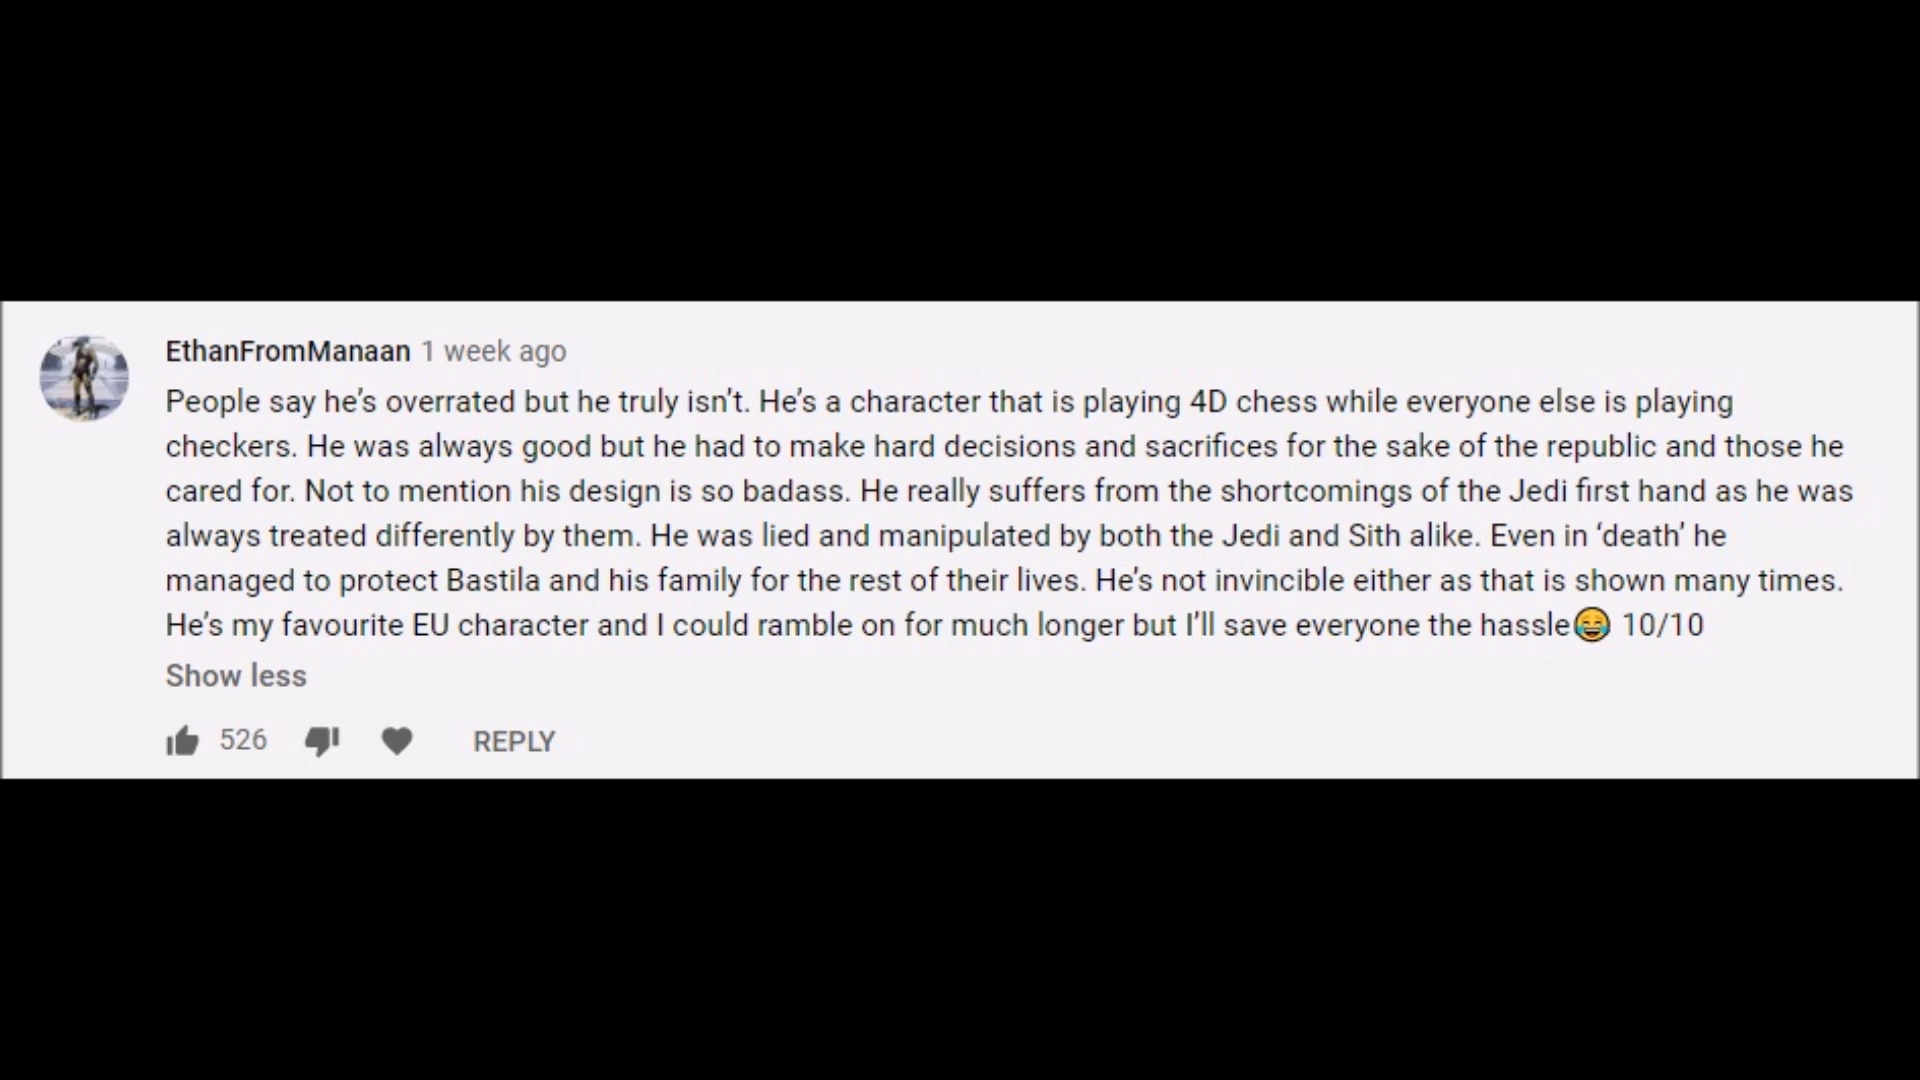 EthanFromManaan 1 week ago
People say he’s overrated but he truly isn’t. He’s a character that is playing 4D chess while everyone else is playing
checkers. He was always good but he had to make hard decisions and sacrifices for the sake of the republic and those he
cared for. Not to mention his design is so badass. He really suffers from the shortcomings of the Jedi first hand as he was
always treated differently by them. He was lied and manipulated by both the Jedi and Sith alike. Even in ‘death’ he
managed to protect Bastila and his family for the rest of their lives. He’s not invincible either as that is shown many times.
He’s my favourite EU character and I could ramble on for much longer but I’ll save everyone the hassle😂 10/10
Show less
526 REPLY